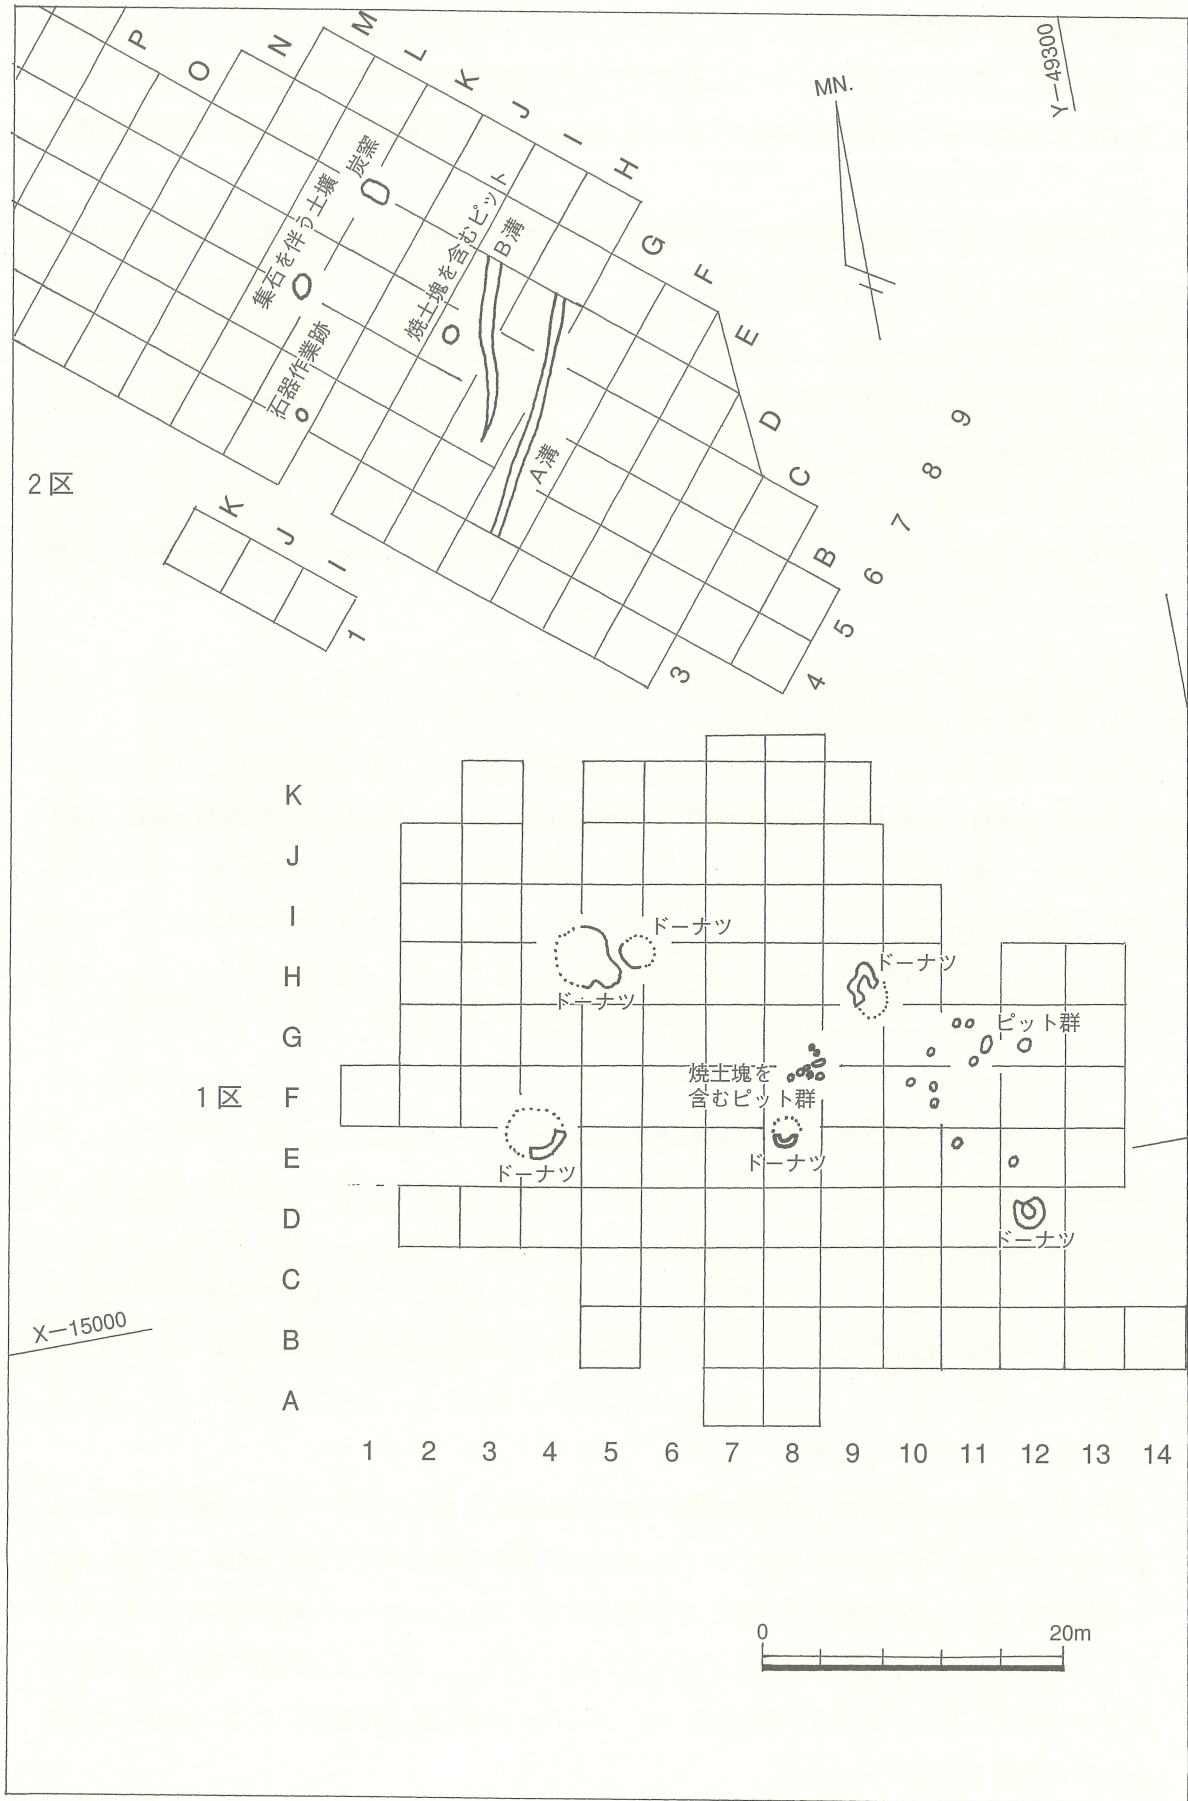 P
O
N
M
L
K
J
I
H
G
F
E
D
C
B
9
8
7
6
5
4
3
MN.
Y−49300
炭窯
集石を伴う土壙
石器作業跡
焼土塊を含むピット
B溝
A溝
2区
K
J
I
1
K
J
I
H
G
F
E
D
C
B
A
1区
ドーナツ
ドーナツ
ドーナツ
ピット群
焼土塊を
含むピット群
ドーナツ
ドーナツ
ドーナツ
X−15000
1 2 3 4 5 6 7 8 9 10 11 12 13 14
0 20m